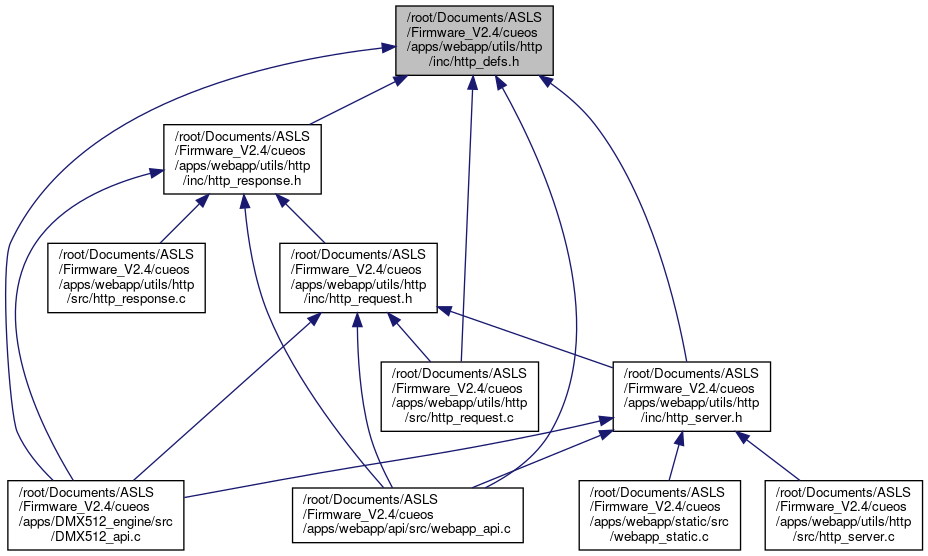 /root/Documents/ASLS
/Firmware_V2.4/cueos
/apps/webapp/utils/http
/inc/http_defs.h
/root/Documents/ASLS
/Firmware_V2.4/cueos
/apps/webapp/utils/http
/inc/http_response.h
/root/Documents/ASLS
/Firmware_V2.4/cueos
/apps/webapp/utils/http
/src/http_response.c
/root/Documents/ASLS
/Firmware_V2.4/cueos
/apps/webapp/utils/http
/inc/http_request.h
/root/Documents/ASLS
/Firmware_V2.4/cueos
/apps/webapp/utils/http
/src/http_request.c
/root/Documents/ASLS
/Firmware_V2.4/cueos
/apps/webapp/utils/http
/inc/http_server.h
/root/Documents/ASLS
/Firmware_V2.4/cueos
/apps/DMX512_engine/src
/DMX512_api.c
/root/Documents/ASLS
/Firmware_V2.4/cueos
/apps/webapp/api/src/webapp_api.c
/root/Documents/ASLS
/Firmware_V2.4/cueos
/apps/webapp/static/src
/webapp_static.c
/root/Documents/ASLS
/Firmware_V2.4/cueos
/apps/webapp/utils/http
/src/http_server.c